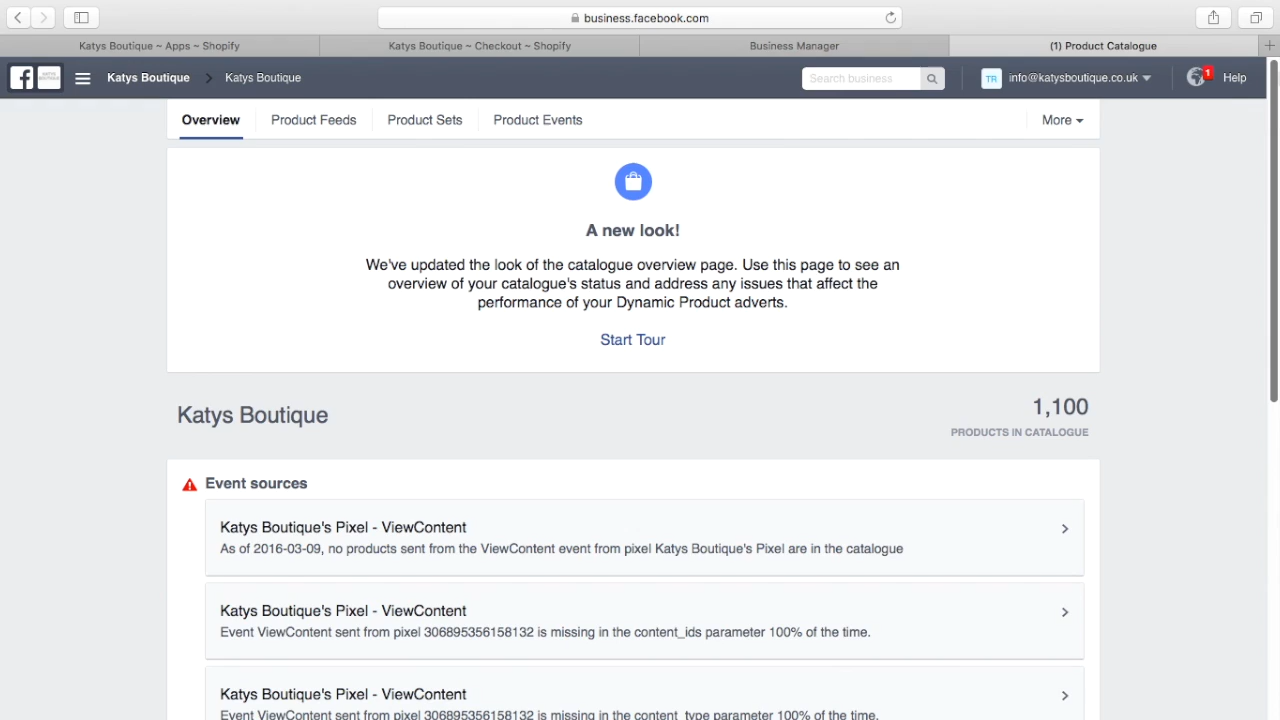 business.facebook.com
Katys Boutique ~ Apps ~ Shopify
Katys Boutique ~ Checkout ~ Shopify
Business Manager
(1) Product Catalogue
Katys Boutique
Katys Boutique
Search business
TR
info@katysboutique.co.uk
1
Help
Overview
Product Feeds
Product Sets
Product Events
More
A new look!
We've updated the look of the catalogue overview page. Use this page to see an
overview of your catalogue's status and address any issues that affect the
performance of your Dynamic Product adverts.
Start Tour
Katys Boutique
1,100
PRODUCTS IN CATALOGUE
Event sources
Katys Boutique's Pixel - ViewContent
As of 2016-03-09, no products sent from the ViewContent event from pixel Katys Boutique's Pixel are in the catalogue
Katys Boutique's Pixel - ViewContent
Event ViewContent sent from pixel 306895356158132 is missing in the content_ids parameter 100% of the time.
Katys Boutique's Pixel - ViewContent
Event ViewContent sent from pixel 306895356158132 is missing in the content_type parameter 100% of the time.